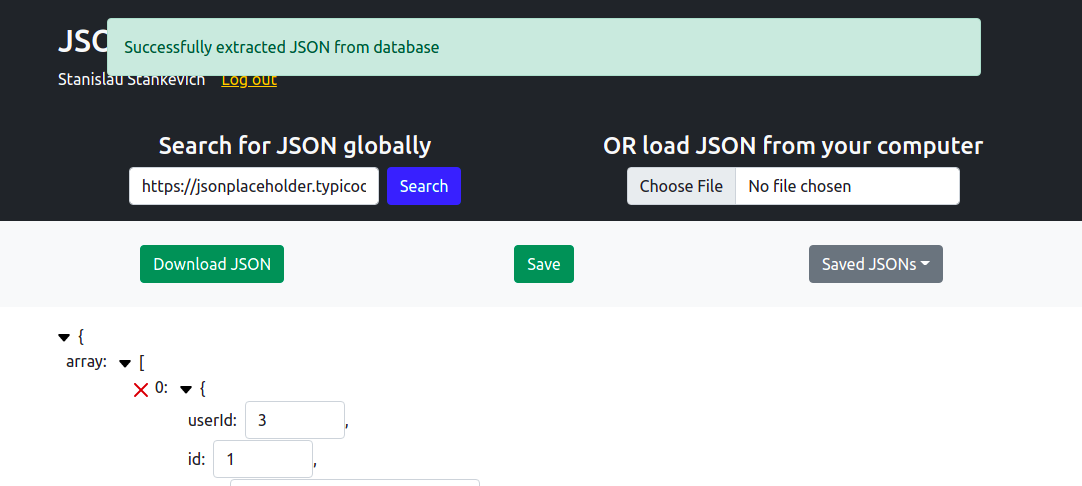 JSO
Successfully extracted JSON from database
Stanislau Stankevich Log out
Search for JSON globally
OR load JSON from your computer
https://jsonplaceholder.typicoc
Search
Choose File
No file chosen
Download JSON
Save
Saved JSONs
{
array: [
0: {
userId: 3,
id: 1,